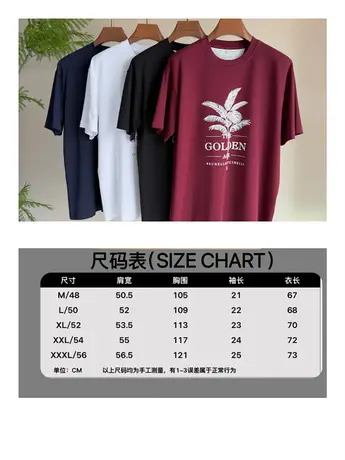 THE
GOLDEN
AGE
尺码表(SIZE CHART)
尺寸 肩宽 胸围 袖长 衣长
M/48 50.5 105 21 67
L/50 52 109 22 68
XL/52 53.5 113 23 70
XXL/54 55 117 24 72
XXXL/56 56.5 121 25 73
单位：CM 以上尺码均为手工测量，有1-3误差属于正常行为